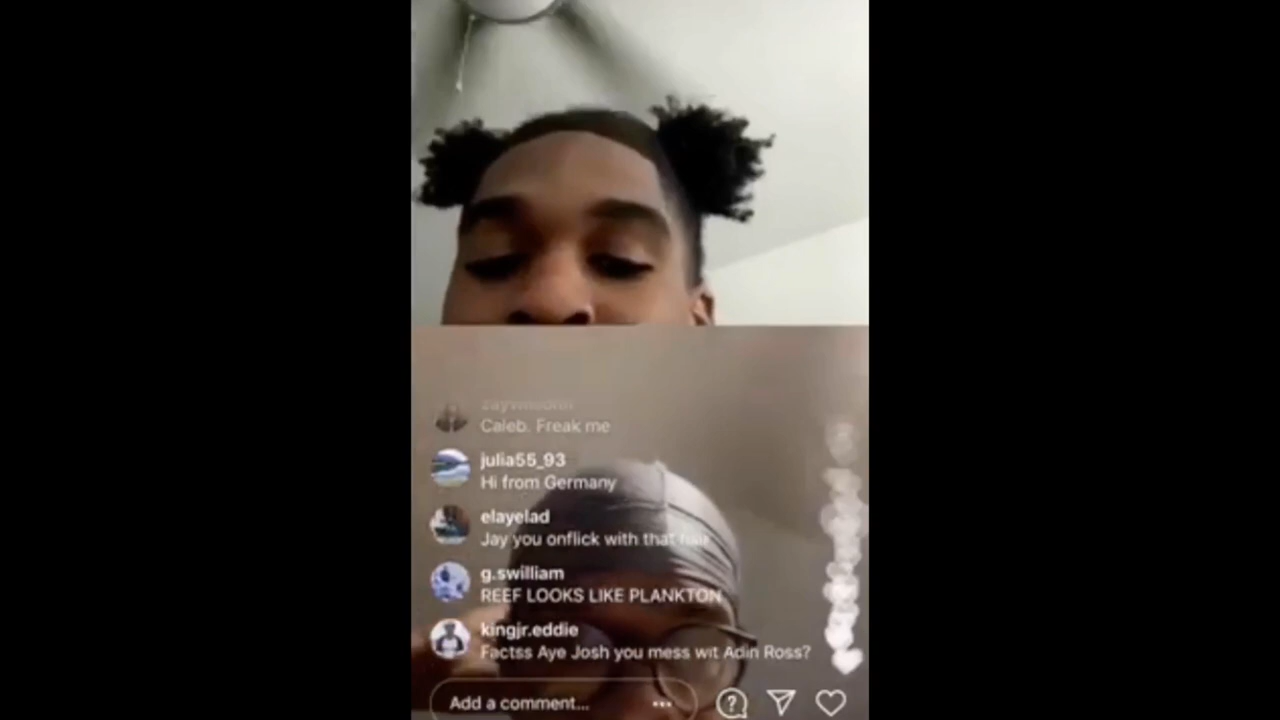 Caleb. Freak me
julia55_93
Hi from Germany
elayelad
Jay you onflick with that hair
g.swilliam
REEF LOOKS LIKE PLANKTON
kingjr.eddie
Factss Aye Josh you mess wit Adin Ross?
Add a comment...